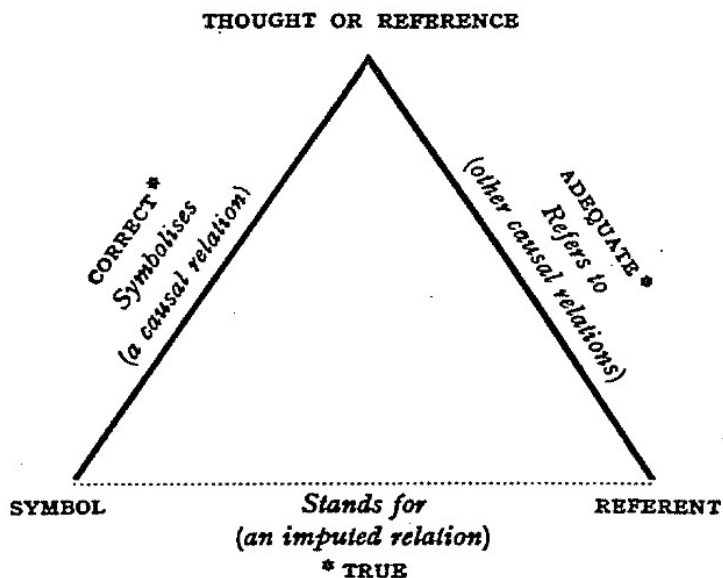 THOUGHT OR REFERENCE
CORRECT*
Symbolises
(a causal relation)
ADEQUATE*
Refers to
(other causal relations)
SYMBOL
Stands for
(an imputed relation)
* TRUE
REFERENT